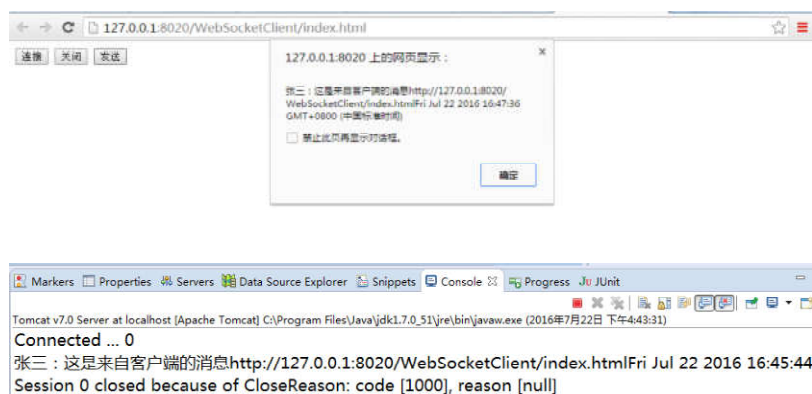 127.0.0.1:8020/WebSocketClient/index.html
连接 关闭 发送
127.0.0.1:8020 上的网页显示：
张三：这是来自客户端的消息http://127.0.0.1:8020/
WebSocketClient/index.htmlFri Jul 22 2016 16:47:36
GMT+0800 (中国标准时间)
禁止此页再显示对话框。
确定
Markers Properties Servers Data Source Explorer Snippets Console Progress JUnit
Tomcat v7.0 Server at localhost [Apache Tomcat] C:\Program Files\Java\jdk1.7.0_51\jre\bin\javaw.exe (2016年7月22日 下午4:43:31)
Connected ... 0
张三：这是来自客户端的消息http://127.0.0.1:8020/WebSocketClient/index.htmlFri Jul 22 2016 16:45:44
Session 0 closed because of CloseReason: code [1000], reason [null]